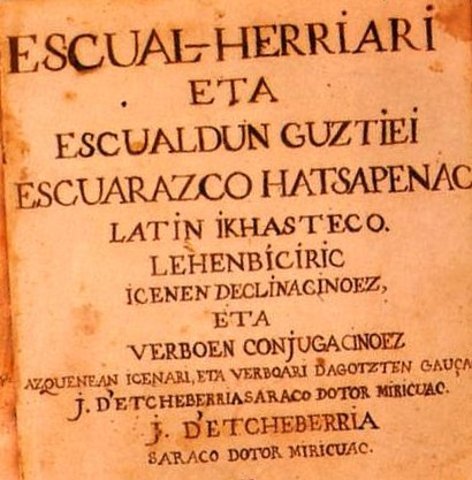 ESCUAL-HERRIARI
ETA
ESCUALDUN GUZTIEI
ESCUARAZCO HATSAPENAC
LATIN IKHASTECO.
LEHENBICIRIC
ICENEN DECLINACINOEZ,
ETA
VERBOEN CONJUGACINOEZ
AZQUENEAN ICENARI, ETA VERBOARI DAGOTZTEN GAUÇA
J. D'ETCHEBERRIA SARACO DOTOR MIRICUAC.
J. D'ETCHEBERRIA
SARACO DOTOR MIRICUAC.